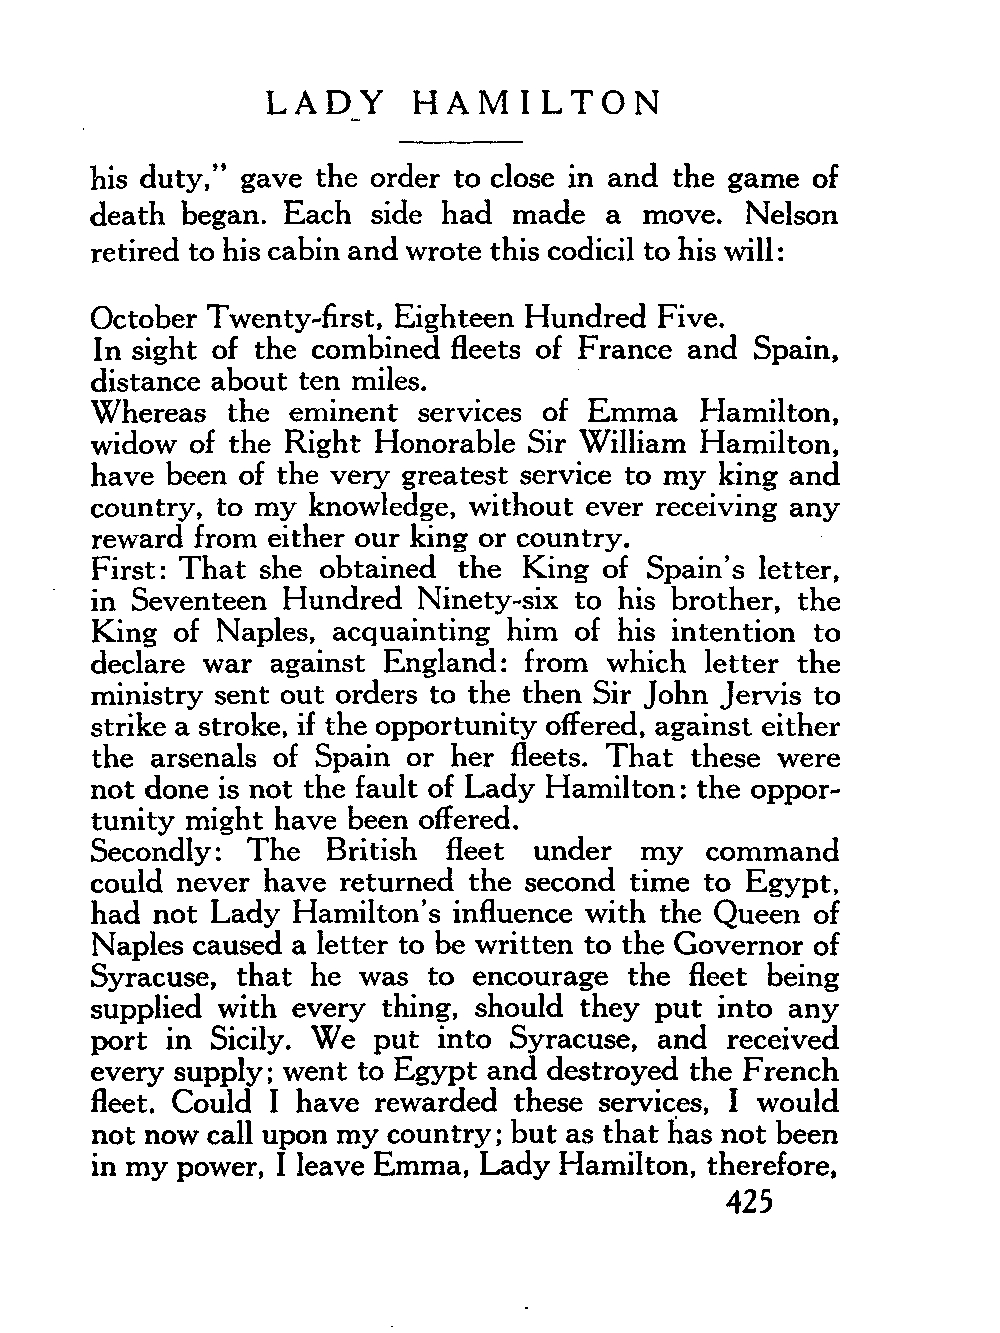 LADY HAMILTON
his duty,” gave the order to close in and the game of
death began. Each side had made a move. Nelson
retired to his cabin and wrote this codicil to his will:
October Twenty-first, Eighteen Hundred Five.
In sight of the combined fleets of France and Spain,
distance about ten miles.
Whereas the eminent services of Emma Hamilton,
widow of the Right Honorable Sir William Hamilton,
have been of the very greatest service to my king and
country, to my knowledge, without ever receiving any
reward from either our king or country.
First: That she obtained the King of Spain's letter,
in Seventeen Hundred Ninety-six to his brother, the
King of Naples, acquainting him of his intention to
declare war against England: from which letter the
ministry sent out orders to the then Sir John Jervis to
strike a stroke, if the opportunity offered, against either
the arsenals of Spain or her fleets. That these were
not done is not the fault of Lady Hamilton: the oppor-
tunity might have been offered.
Secondly: The British fleet under my command
could never have returned the second time to Egypt,
had not Lady Hamilton's influence with the Queen of
Naples caused a letter to be written to the Governor of
Syracuse, that he was to encourage the fleet being
supplied with every thing, should they put into any
port in Sicily. We put into Syracuse, and received
every supply; went to Egypt and destroyed the French
fleet. Could I have rewarded these services, I would
not now call upon my country; but as that has not been
in my power, I leave Emma, Lady Hamilton, therefore,
425